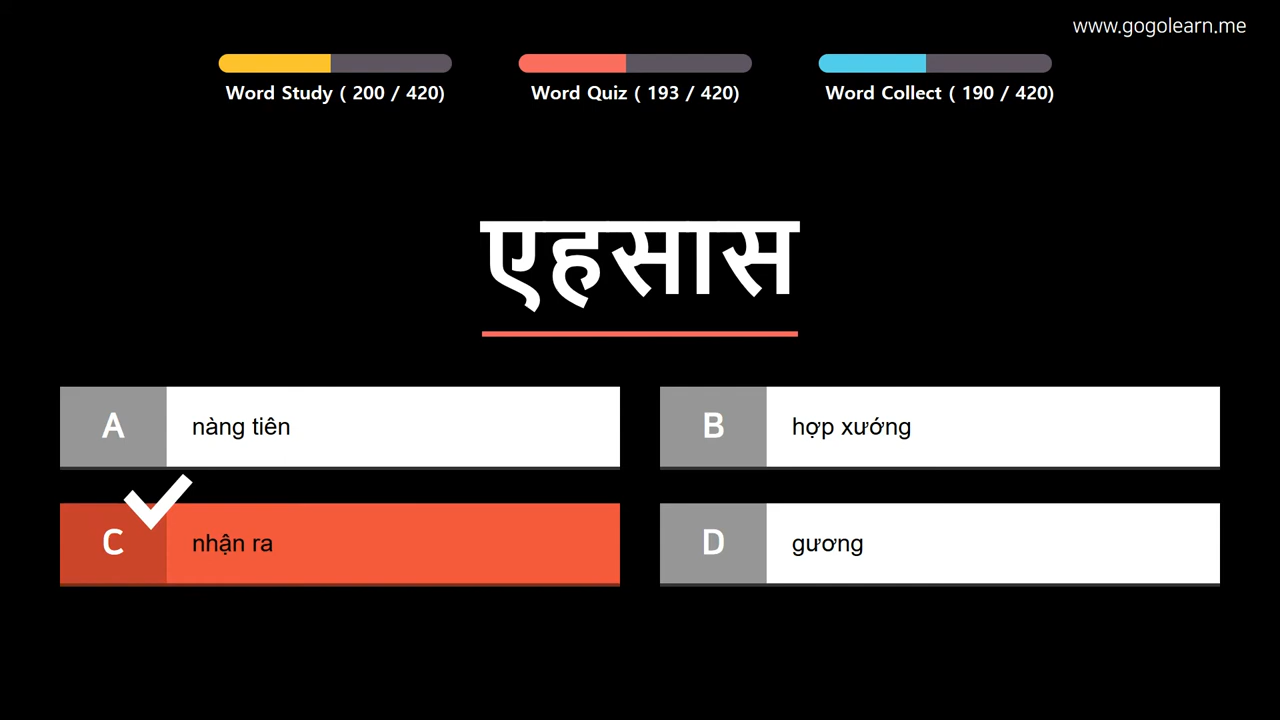 www.gogolearn.me
Word Study ( 200 / 420)
Word Quiz ( 193 / 420)
Word Collect ( 190 / 420)
एहसास
A
nàng tiên
B
hợp xướng
C
nhận ra
D
gương